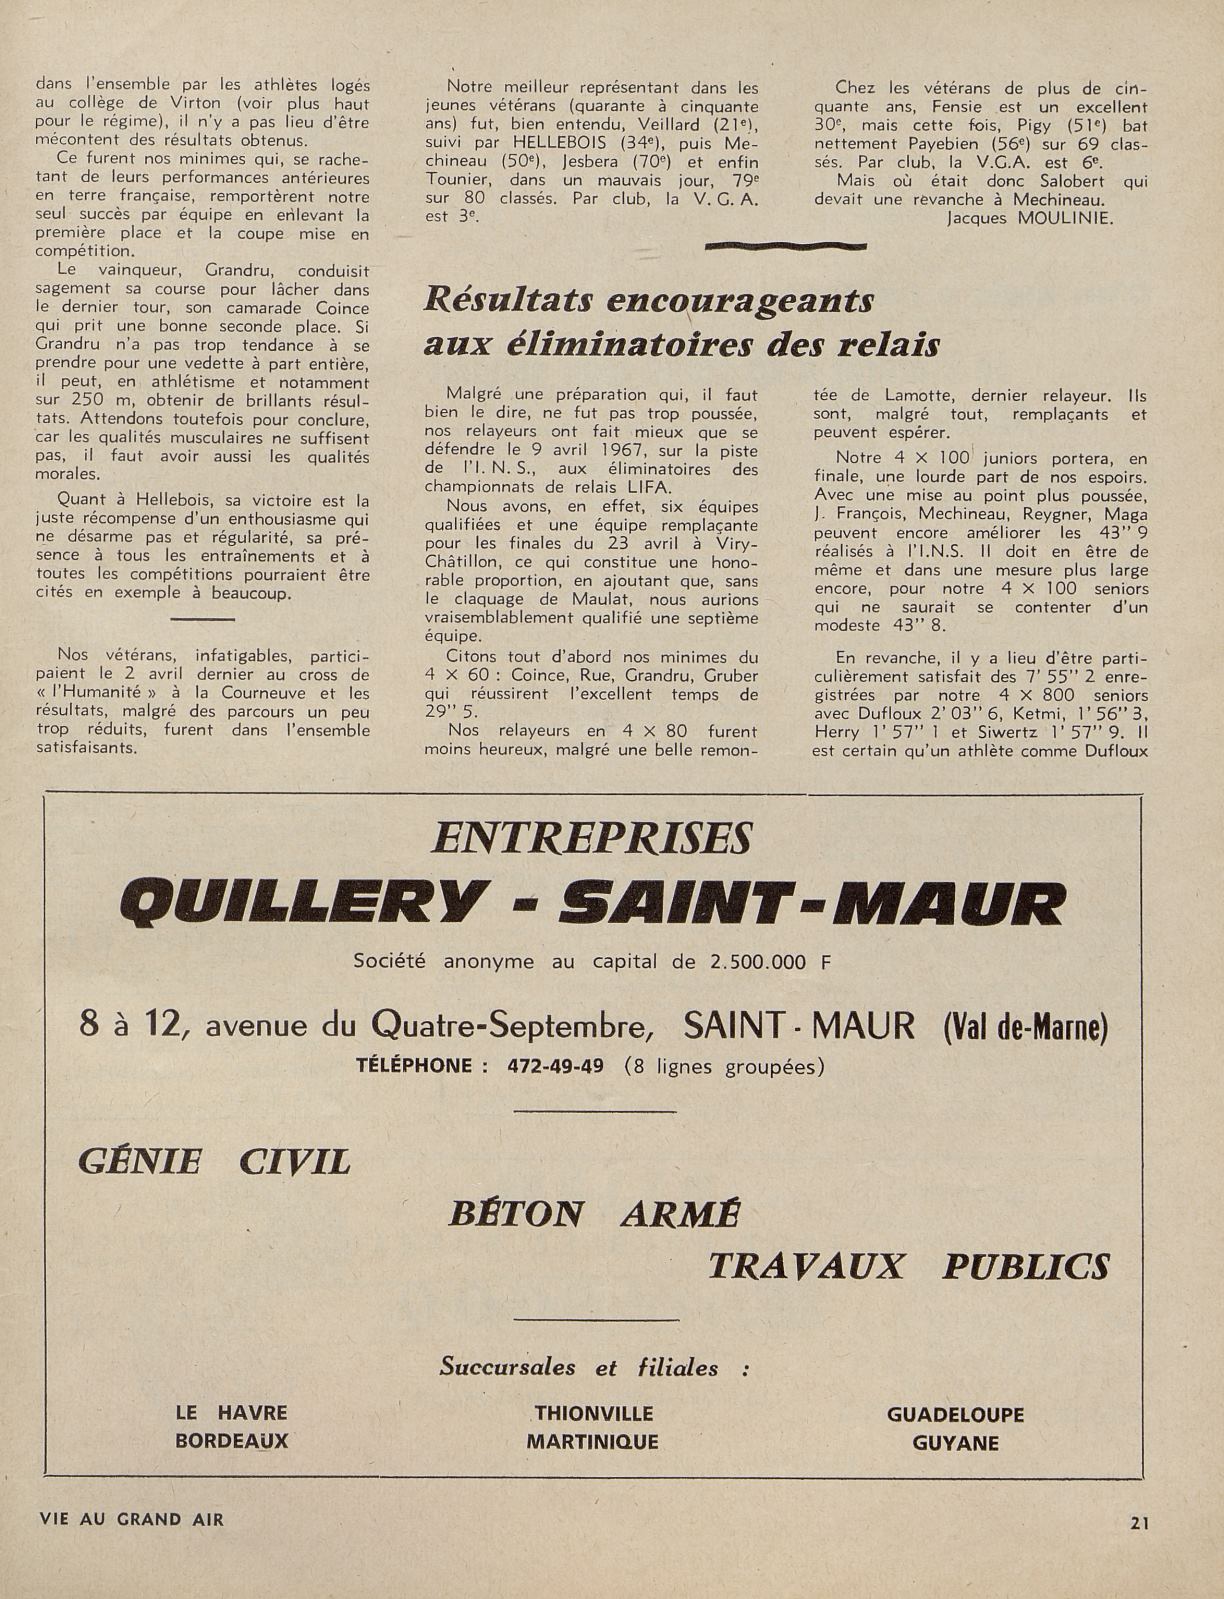 dans l'ensemble par les athlètes logés
au collège de Virton (voir plus haut
pour le régime), il n'y a pas lieu d'être
mécontent des résultats obtenus.
Ce furent nos minimes qui, se rache-
tant de leurs performances antérieures
en terre française, remportèrent notre
seul succès par équipe en enlevant la
première place et la coupe mise en
compétition.
Le vainqueur, Grandru, conduisit
sagement sa course pour lâcher dans
le dernier tour, son camarade Coince
qui prit une bonne seconde place. Si
Grandru n'a pas trop tendance à se
prendre pour une vedette à part entière,
il peut, en athlétisme et notamment
sur 250 m, obtenir de brillants résul-
tats. Attendons toutefois pour conclure,
car les qualités musculaires ne suffisent
pas, il faut avoir aussi les qualités
morales.
Quant à Hellebois, sa victoire est la
juste récompense d'un enthousiasme qui
ne désarme pas et régularité, sa pré-
sence à tous les entraînements et à
toutes les compétitions pourraient être
cités en exemple à beaucoup.
Nos vétérans, infatigables, partici-
paient le 2 avril dernier au cross de
« l'Humanité » à la Courneuve et les
résultats, malgré des parcours un peu
trop réduits, furent dans l'ensemble
satisfaisants.
Notre meilleur représentant dans les
jeunes vétérans (quarante à cinquante
ans) fut, bien entendu, Veillard (21e),
suivi par HELLEBOIS (34e), puis Me-
chineau (50e), Jesbera (70e) et enfin
Tounier, dans un mauvais jour, 79e
sur 80 classés. Par club, la V. G. A.
est 3e.
Chez les vétérans de plus de cin-
quante ans, Fensie est un excellent
30e, mais cette fois, Pigy (51e) bat
nettement Payebien (56e) sur 69 clas-
sés. Par club, la V.G.A. est 6e.
Mais où était donc Salobert qui
devait une revanche à Mechineau.
Jacques MOULINIE.
Résultats encourageants
aux éliminatoires des relais
Malgré une préparation qui, il faut
bien le dire, ne fut pas trop poussée,
nos relayeurs ont fait mieux que se
défendre le 9 avril 1967, sur la piste
de l'I. N. S., aux éliminatoires des
championnats de relais LIFA.
Nous avons, en effet, six équipes
qualifiées et une équipe remplaçante
pour les finales du 23 avril à Viry-
Châtillon, ce qui constitue une hono-
rable proportion, en ajoutant que, sans
le claquage de Maulat, nous aurions
vraisemblablement qualifié une septième
équipe.
Citons tout d'abord nos minimes du
4 X 60 : Coince, Rue, Grandru, Gruber
qui réussirent l'excellent temps de
29'' 5.
Nos relayeurs en 4 X 80 furent
moins heureux, malgré une belle remon-
tée de Lamotte, dernier relayeur. Ils
sont, malgré tout, remplaçants et
peuvent espérer.
Notre 4 X 100 juniors portera, en
finale, une lourde part de nos espoirs.
Avec une mise au point plus poussée,
J. François, Mechineau, Reygner, Maga
peuvent encore améliorer les 43'' 9
réalisés à l'I.N.S. Il doit en être de
même et dans une mesure plus large
encore, pour notre 4 X 100 seniors
qui ne saurait se contenter d'un
modeste 43'' 8.
En revanche, il y a lieu d'être parti-
culièrement satisfait des 7' 55'' 2 enre-
gistrées par notre 4 X 800 seniors
avec Dufloux 2' 03'' 6, Ketmi, 1' 56'' 3,
Herry 1' 57'' 1 et Siwertz 1' 57'' 9. Il
est certain qu'un athlète comme Dufloux
ENTREPRISES
QUILLERY - SAINT-MAUR
Société anonyme au capital de 2.500.000 F
8 à 12, avenue du Quatre-Septembre, SAINT - MAUR (Val de-Marne)
TÉLÉPHONE : 472-49-49 (8 lignes groupées)
GÉNIE CIVIL
BÉTON ARMÉ
TRAVAUX PUBLICS
Succursales et filiales :
LE HAVRE THIONVILLE GUADELOUPE
BORDEAUX MARTINIQUE GUYANE
VIE AU GRAND AIR 21